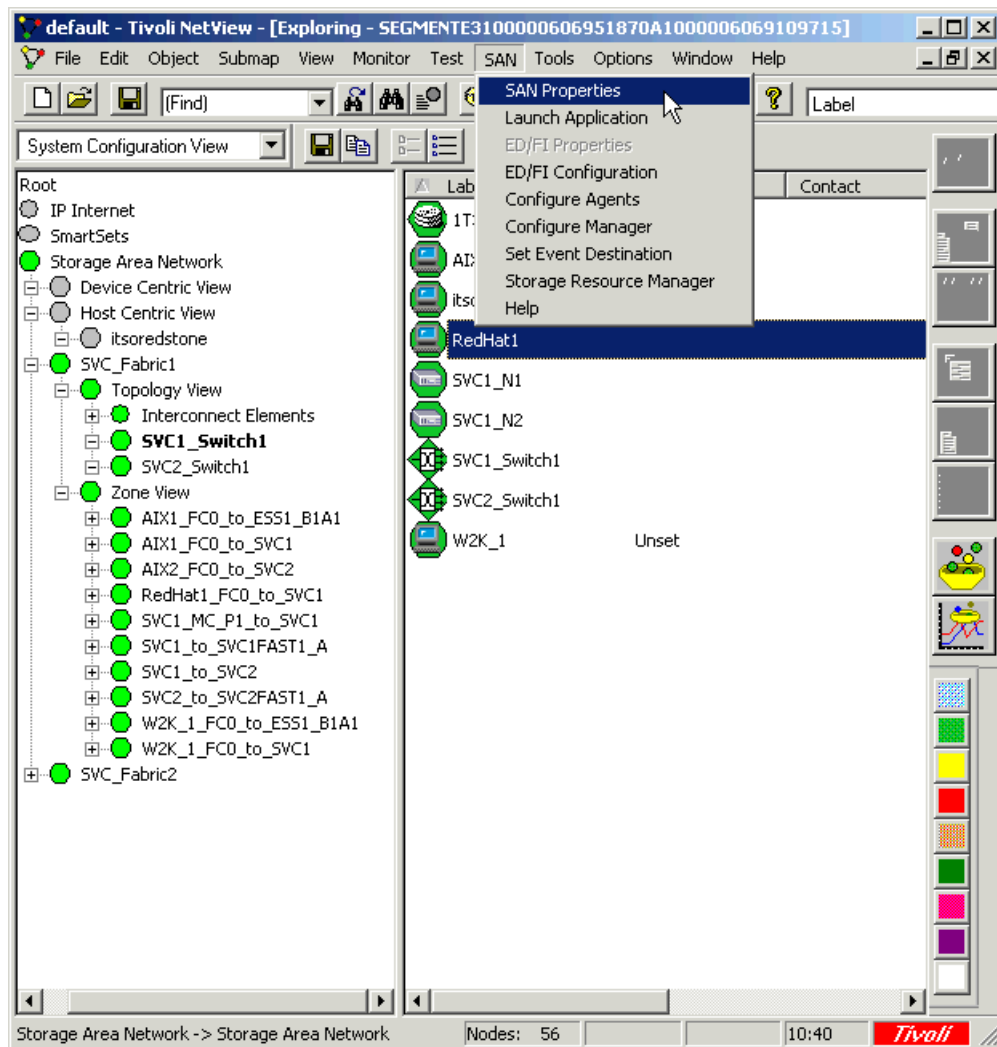 default - Tivoli NetView - [Exploring - SEGMENTE3100000606951870A1000006069109715]
File Edit Object Submap View Monitor Test SAN Tools Options Window Help
(Find) Label
System Configuration View
SAN Properties
Launch Application
ED/FI Properties
ED/FI Configuration
Configure Agents
Configure Manager
Set Event Destination
Storage Resource Manager
Help
Root
IP Internet
SmartSets
Storage Area Network
Device Centric View
Host Centric View
itsoredstone
SVC_Fabric1
Topology View
Interconnect Elements
SVC1_Switch1
SVC2_Switch1
Zone View
AIX1_FC0_to_ESS1_B1A1
AIX1_FC0_to_SVC1
AIX2_FC0_to_SVC2
RedHat1_FC0_to_SVC1
SVC1_MC_P1_to_SVC1
SVC1_to_SVC1FAST1_A
SVC1_to_SVC2
SVC2_to_SVC2FAST1_A
W2K_1_FC0_to_ESS1_B1A1
W2K_1_FC0_to_SVC1
SVC_Fabric2
Contact
RedHat1
SVC1_N1
SVC1_N2
SVC1_Switch1
SVC2_Switch1
W2K_1 Unset
Storage Area Network -> Storage Area Network Nodes: 56 10:40 Tivoli